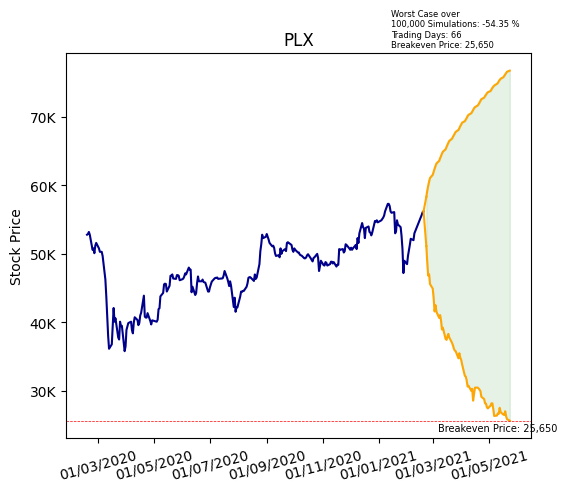 Worst Case over
100,000 Simulations: -54.35 %
Trading Days: 66
Breakeven Price: 25,650
PLX
Stock Price
70K
60K
50K
40K
30K
Breakeven Price: 25,650
01/03/2020
01/05/2020
01/07/2020
01/09/2020
01/11/2020
01/01/2021
01/03/2021
01/05/2021